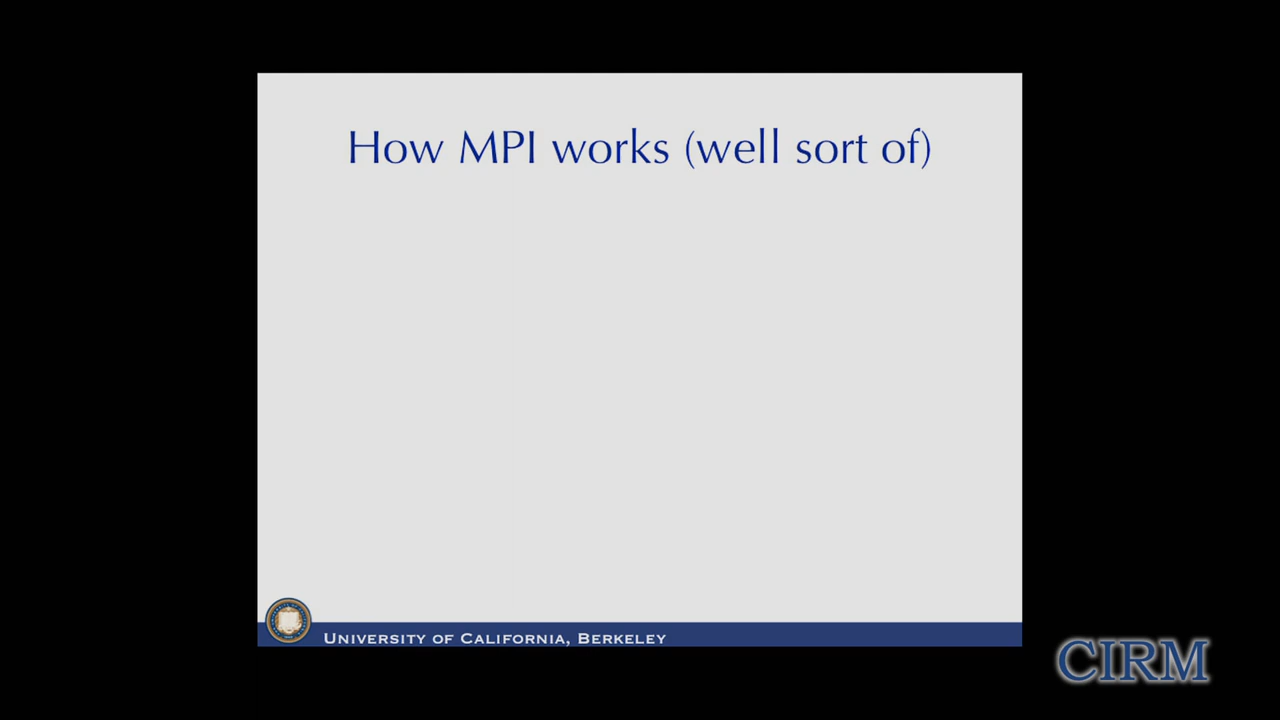 How MPI works (well sort of)
UNIVERSITY OF CALIFORNIA, BERKELEY
CIRM